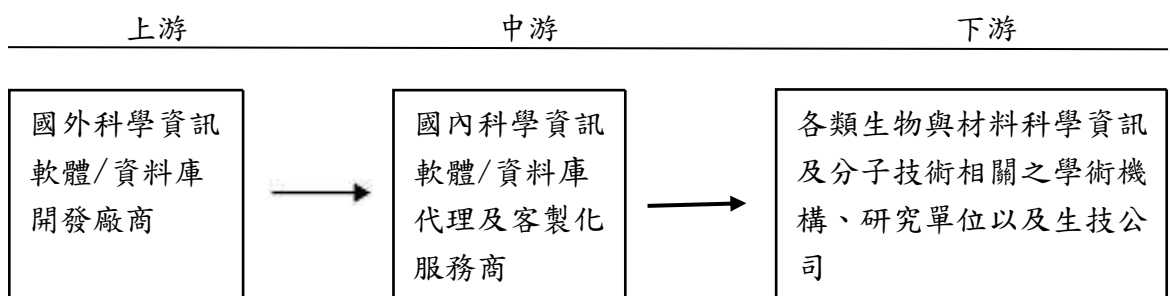 上游 中游 下游
國外科學資訊
軟體/資料庫
開發廠商
國內科學資訊
軟體/資料庫
代理及客製化
服務商
各類生物與材料科學資訊
及分子技術相關之學術機
構、研究單位以及生技公
司